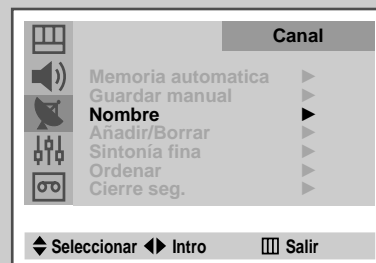 Canal
Memoria automatica
Guardar manual
Nombre
Añadir/Borrar
Sintonía fina
Ordenar
Cierre seg.
Seleccionar Intro Salir